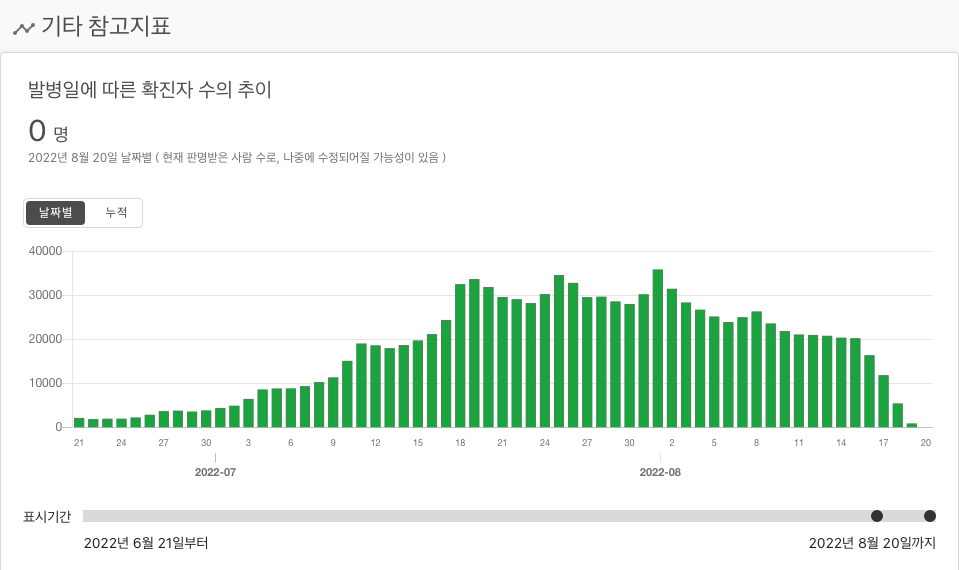 기타 참고지표
발병일에 따른 확진자 수의 추이
0 명
2022년 8월 20일 날짜별 ( 현재 판명받은 사람 수로, 나중에 수정되어질 가능성이 있음 )
날짜별 누적
40000
30000
20000
10000
0
21 24 27 30 3 6 9 12 15 18 21 24 27 30 2 5 8 11 14 17 20
2022-07 2022-08
표시기간
2022년 6월 21일부터 2022년 8월 20일까지